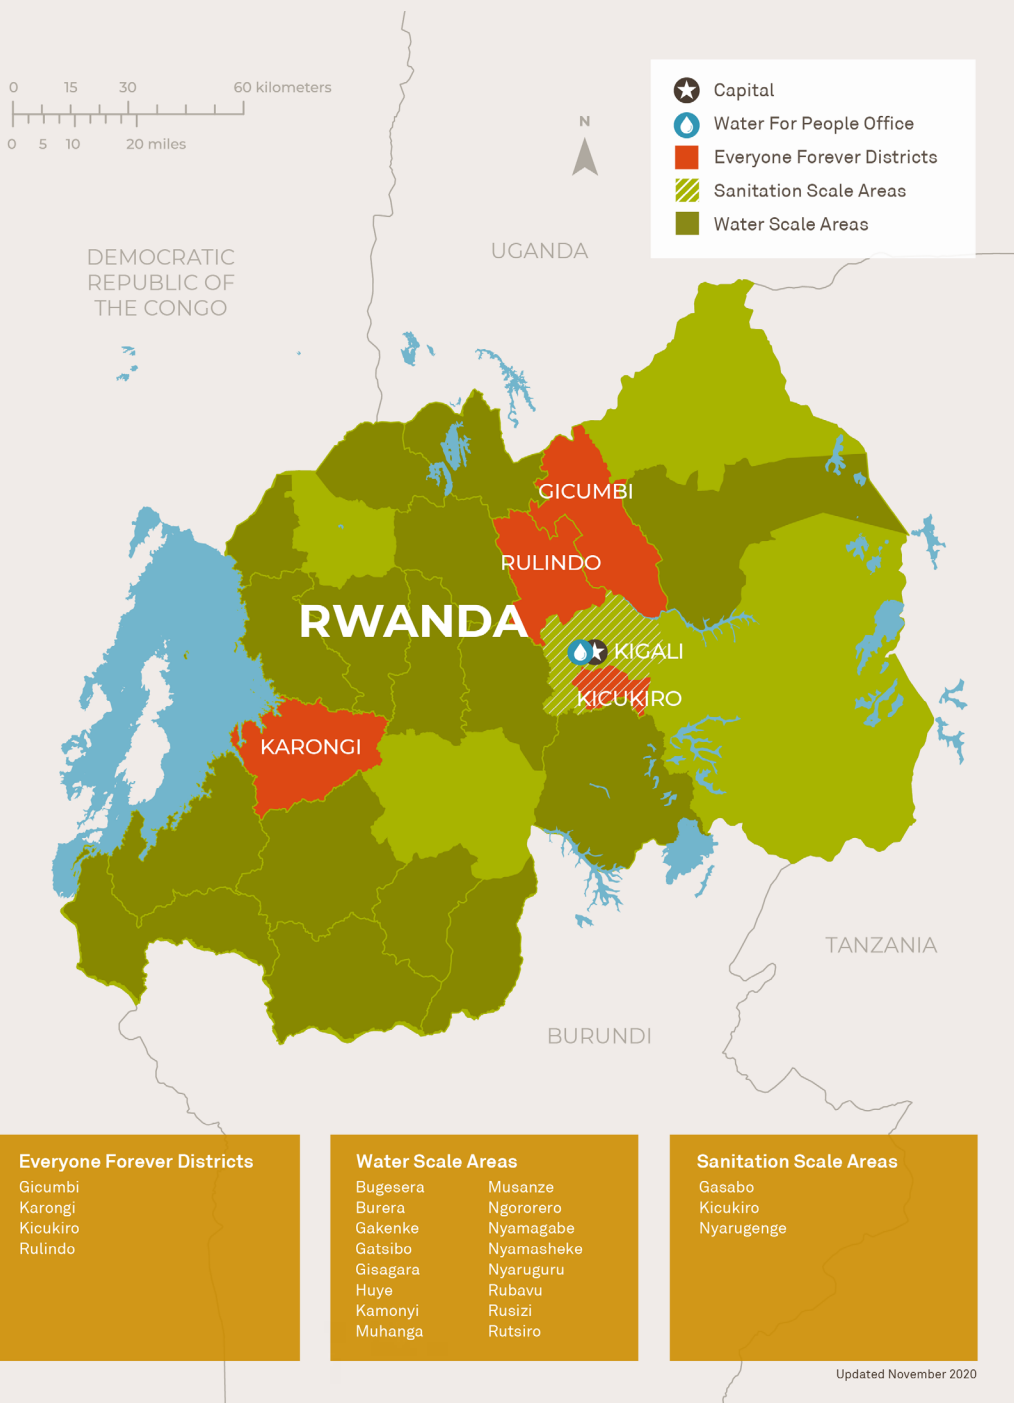 0 15 30 60 kilometers
0 5 10 20 miles
N
Capital
Water For People Office
Everyone Forever Districts
Sanitation Scale Areas
Water Scale Areas
DEMOCRATIC
REPUBLIC OF
THE CONGO
UGANDA
GICUMBI
RULINDO
RWANDA
KIGALI
KICUKIRO
KARONGI
TANZANIA
BURUNDI
Everyone Forever Districts
Gicumbi
Karongi
Kicukiro
Rulindo
Water Scale Areas
Bugesera
Burera
Gakenke
Gatsibo
Gisagara
Huye
Kamonyi
Muhanga
Musanze
Ngororero
Nyamagabe
Nyamasheke
Nyaruguru
Rubavu
Rusizi
Rutsiro
Sanitation Scale Areas
Gasabo
Kicukiro
Nyarugenge
Updated November 2020